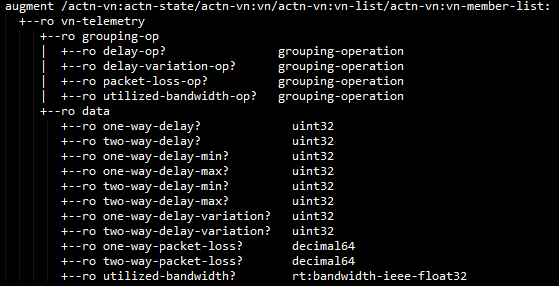 augment /actn-vn:actn-state/actn-vn:vn/actn-vn:vn-list/actn-vn:vn-member-list:
+--ro vn-telemetry
+--ro grouping-op
|  +--ro delay-op?                 grouping-operation
|  +--ro delay-variation-op?       grouping-operation
|  +--ro packet-loss-op?           grouping-operation
|  +--ro utilized-bandwidth-op?    grouping-operation
+--ro data
+--ro one-way-delay?             uint32
+--ro two-way-delay?             uint32
+--ro one-way-delay-min?         uint32
+--ro one-way-delay-max?         uint32
+--ro two-way-delay-min?         uint32
+--ro two-way-delay-max?         uint32
+--ro one-way-delay-variation?   uint32
+--ro two-way-delay-variation?   uint32
+--ro one-way-packet-loss?       decimal64
+--ro two-way-packet-loss?       decimal64
+--ro utilized-bandwidth?        rt:bandwidth-ieee-float32